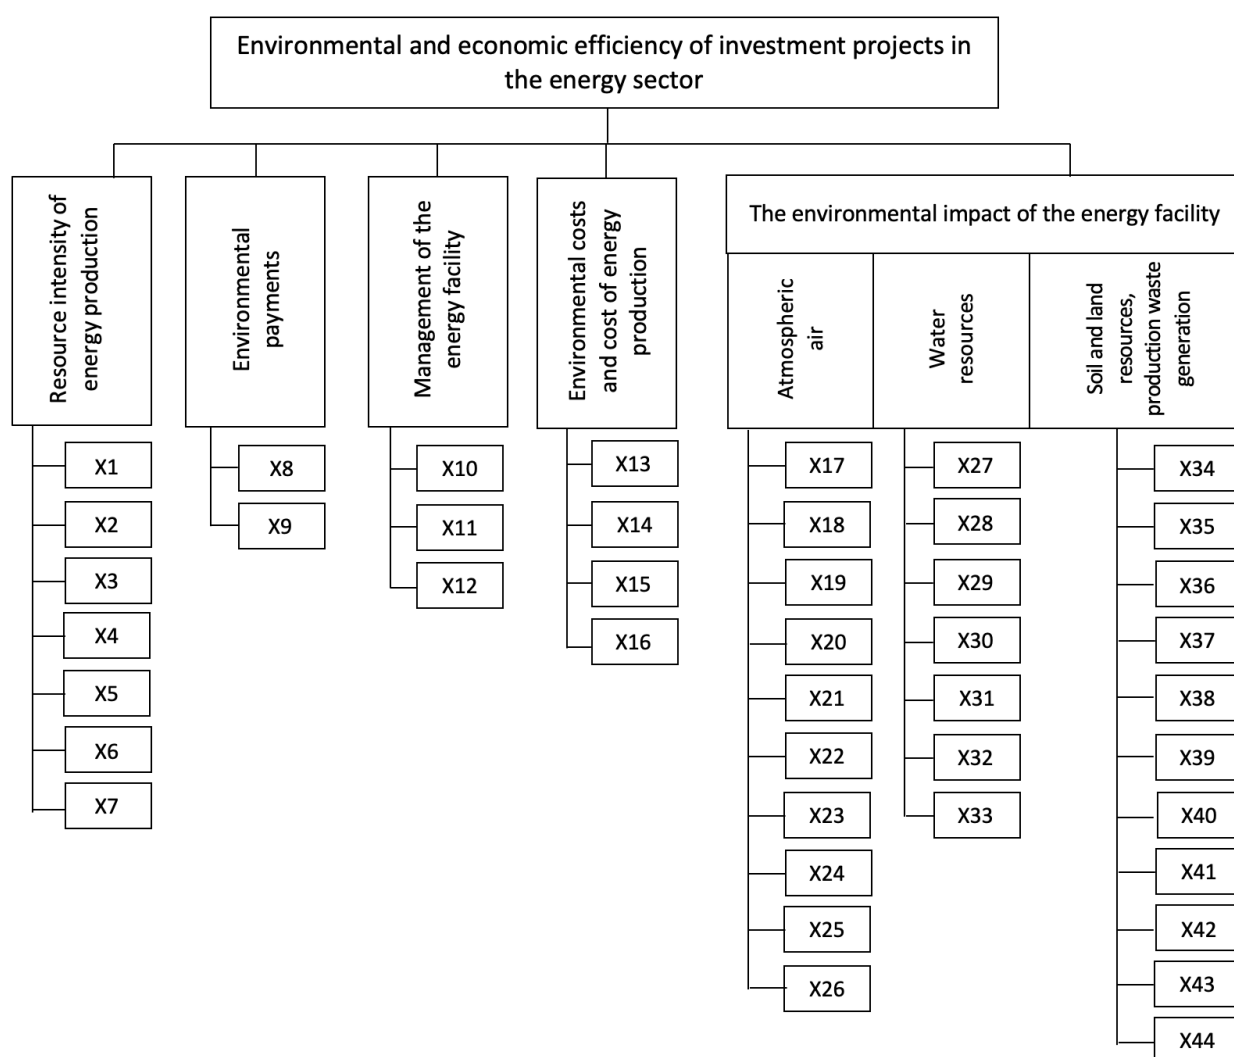 Environmental and economic efficiency of investment projects in
the energy sector
Resource intensity of
energy production
X1
X2
X3
X4
X5
X6
X7
Environmental
payments
X8
X9
Management of the
energy facility
X10
X11
X12
Environmental costs
and cost of energy
production
X13
X14
X15
X16
The environmental impact of the energy facility
Atmospheric
air
X17
X18
X19
X20
X21
X22
X23
X24
X25
X26
Water
resources
X27
X28
X29
X30
X31
X32
X33
Soil and land
resources,
production waste
generation
X34
X35
X36
X37
X38
X39
X40
X41
X42
X43
X44